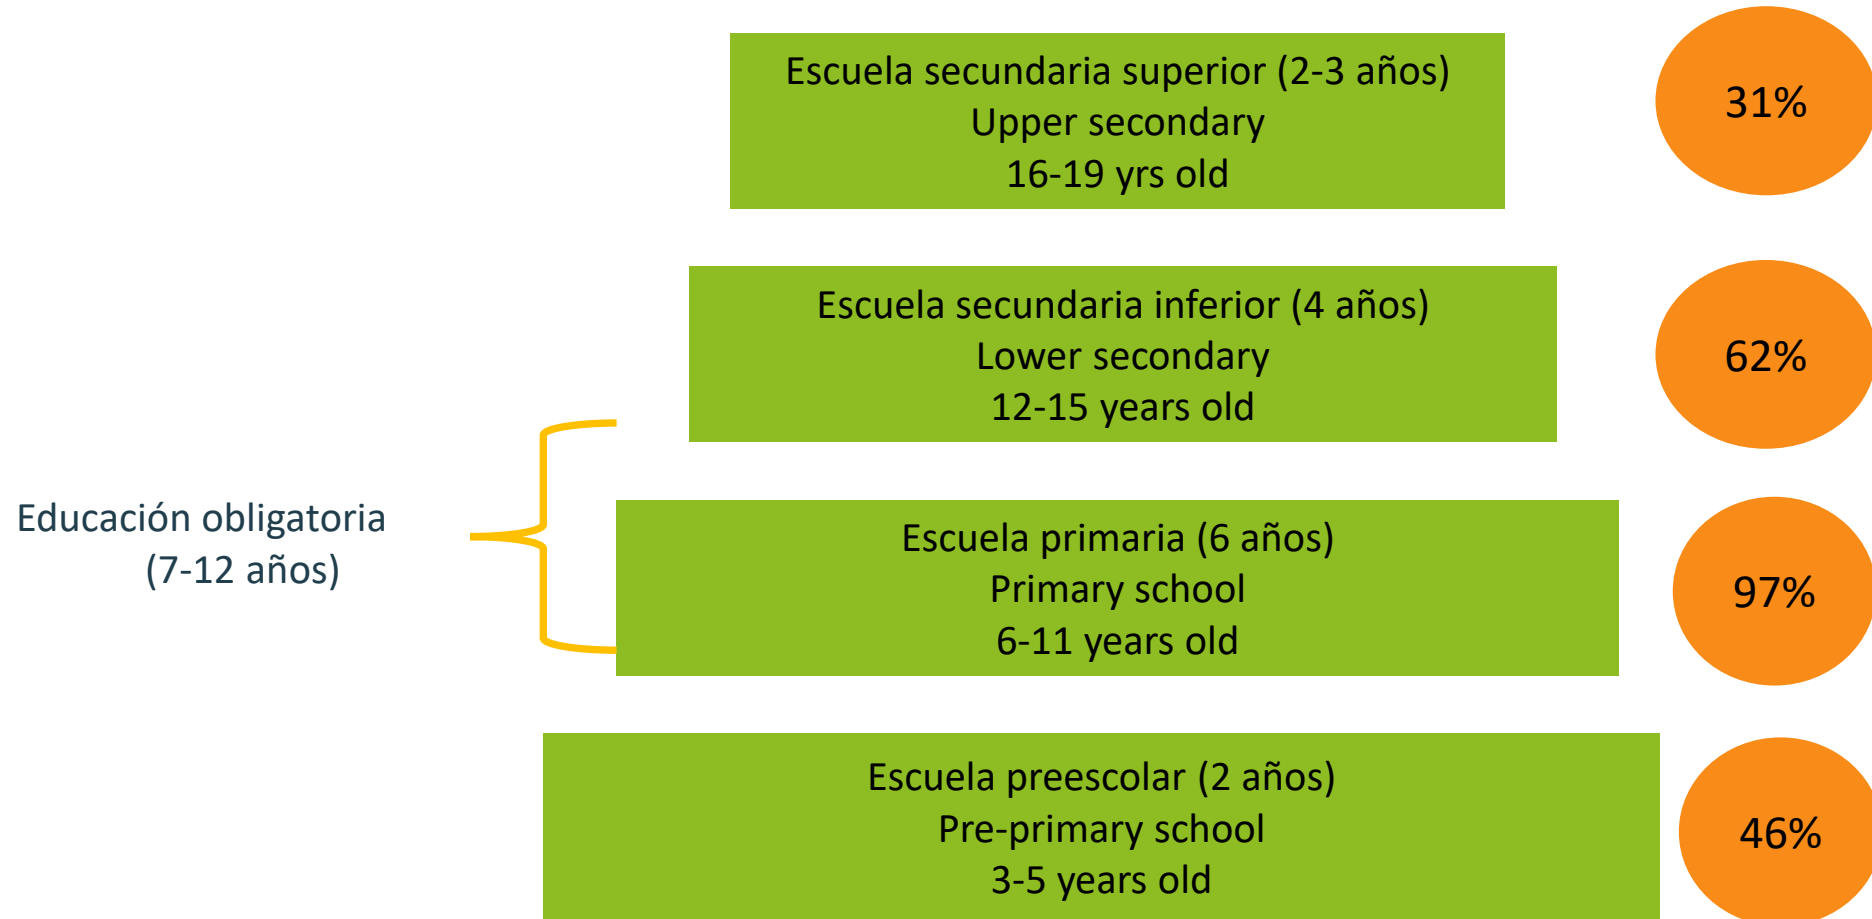 Escuela secundaria superior (2-3 años)
Upper secondary
16-19 yrs old
31%
Escuela secundaria inferior (4 años)
Lower secondary
12-15 years old
62%
Educación obligatoria
(7-12 años)
Escuela primaria (6 años)
Primary school
6-11 years old
97%
Escuela preescolar (2 años)
Pre-primary school
3-5 years old
46%